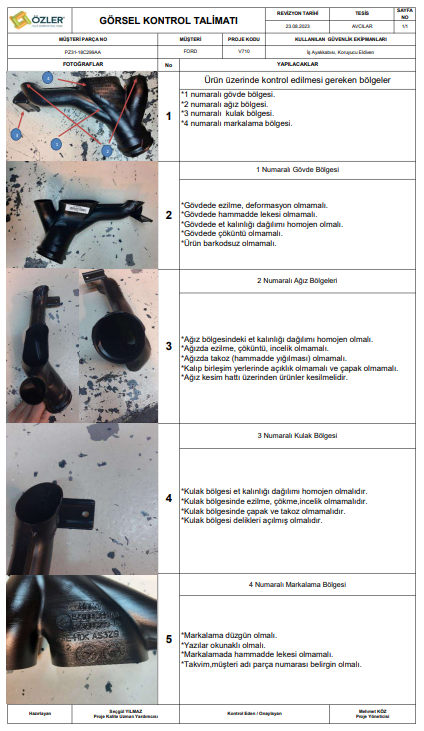 ÖZLER
GÖRSEL KONTROL TALİMATI
REVİZYON TARİHİ
TESİS
SAYFA NO
23.08.2023
AVCILAR
1/1
MÜŞTERİ PARÇA NO
MÜŞTERİ
PROJE KODU
KULLANILAN GÜVENLİK EKİPMANLARI
PZ31-18C299AA
FORD
V710
İş Ayakkabısı, Koruyucu Eldiven
FOTOĞRAFLAR
No
YAPILACAKLAR
Ürün üzerinde kontrol edilmesi gereken bölgeler
1
*1 numaralı gövde bölgesi.
*2 numaralı ağız bölgesi.
*3 numaralı kulak bölgesi.
*4 numaralı markalama bölgesi.
1 Numaralı Gövde Bölgesi
2
*Gövdede ezilme, deformasyon olmamalı.
*Gövdede hammadde lekesi olmamalı.
*Gövdede et kalınlığı dağılımı homojen olmalı.
*Gövdede çöküntü olmamalı.
*Ürün barkodsuz olmamalı.
2 Numaralı Ağız Bölgeleri
3
*Ağız bölgesindeki et kalınlığı dağılımı homojen olmalı.
*Ağızda ezilme, çöküntü, incelik olmamalı.
*Ağızda takoz (hammadde yığılması) olmamalı.
*Kalıp birleşim yerlerinde açıklık olmamalı ve çapak olmamalı.
*Ağız kesim hattı üzerinden ürünler kesilmelidir.
3 Numaralı Kulak Bölgesi
4
*Kulak bölgesi et kalınlığı dağılımı homojen olmalıdır.
*Kulak bölgesinde ezilme, çökme,incelik olmamalıdır.
*Kulak bölgesinde çapak ve takoz olmamalıdır.
*Kulak bölgesi delikleri açılmış olmalıdır.
4 Numaralı Markalama Bölgesi
5
*Markalama düzgün olmalı.
*Yazılar okunaklı olmalı.
*Markalamada hammadde lekesi olmamalı.
*Takvim,müşteri adı parça numarası belirgin olmalı.
Hazırlayan
Seçgül YILMAZ
Proje Kalite Uzman Yardımcısı
Kontrol Eden / Onaylayan
Mehmet KÖZ
Proje Yöneticisi